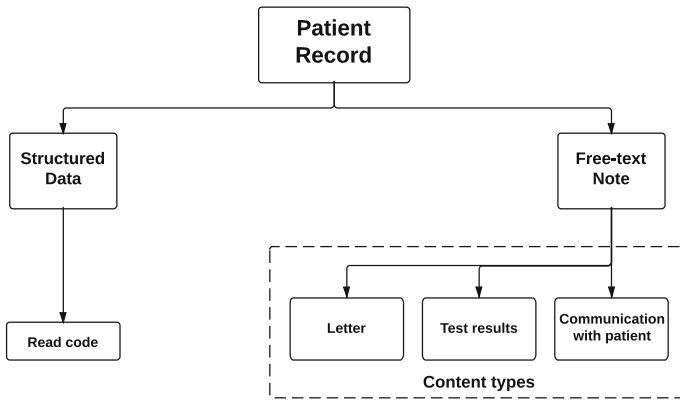 Patient
Record
Structured
Data
Free-text
Note
Read code
Letter
Test results
Communication
with patient
Content types